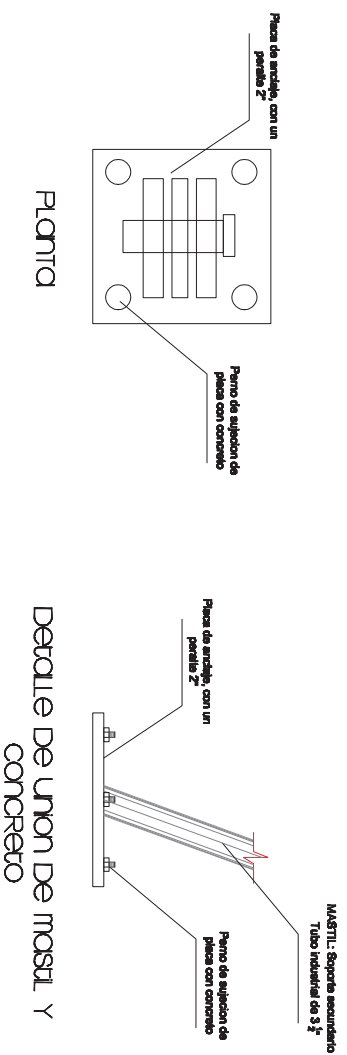 Placa de anclaje, con un
peralte 2"
Perno de sujecion de
placa con concreto
PLANTA
MASTIL: Soporte secundario
Tubo industrial de 3 ½"
Placa de anclaje, con un
peralte 2"
Perno de sujecion de
placa con concreto
DETALLE DE UNION DE MASTIL Y
CONCRETO